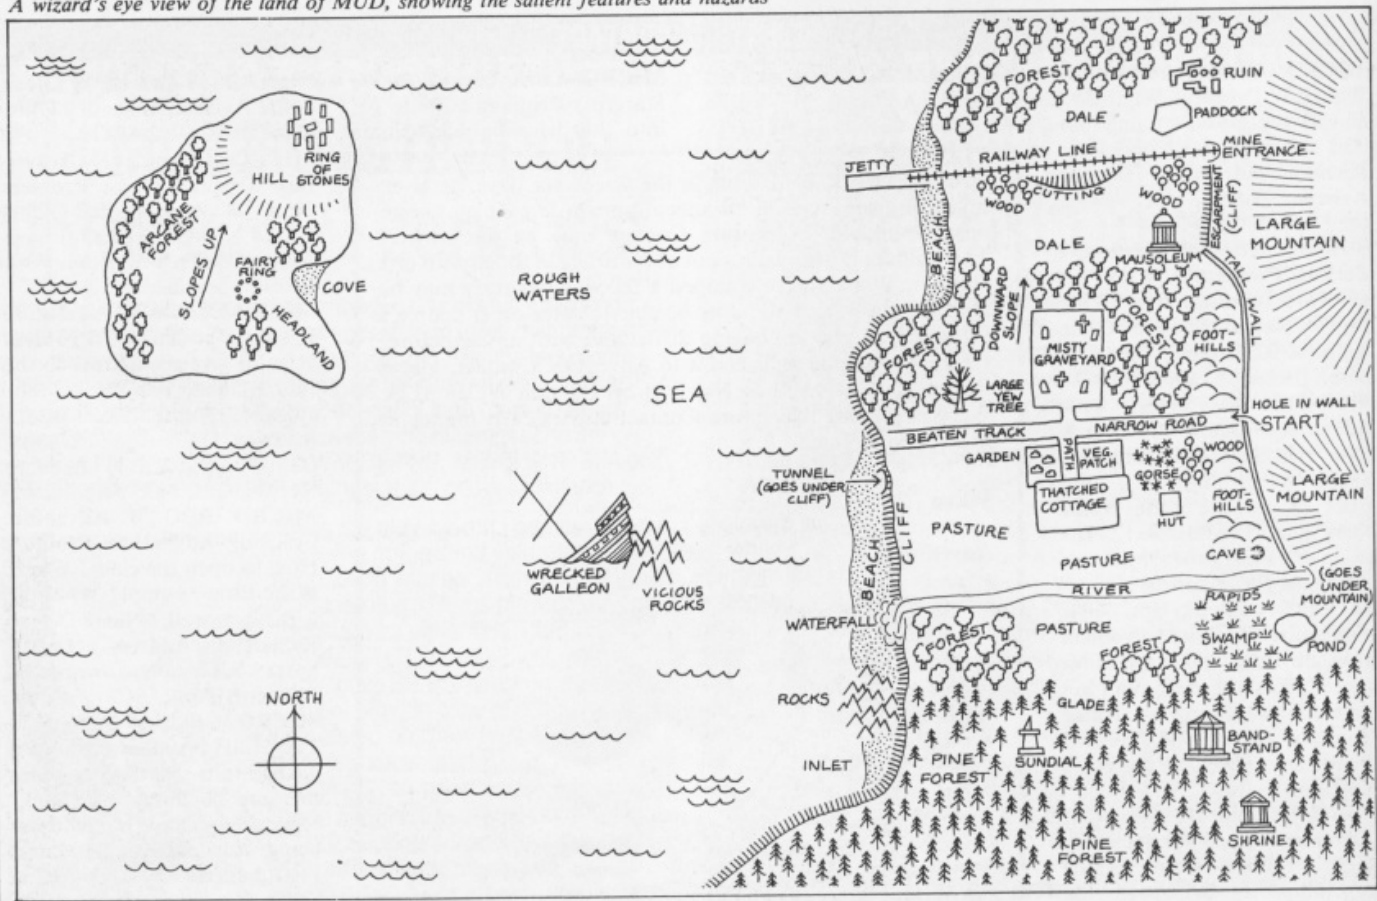 A wizard's eye view of the land of MUD, showing the salient features and hazards
FOREST
RUIN
PADDOCK
DALE
MINE
ENTRANCE
RAILWAY LINE
JETTY
CUTTING
WOOD
WOOD
ESCARPMENT
(CLIFF)
LARGE
MOUNTAIN
RING
OF
STONES
HILL
ARCANE
FOREST
SLOPES UP
FAIRY
RING
COVE
HEADLAND
ROUGH
WATERS
SEA
BEACH
DALE
MAUSOLEUM
TALL WALL
DOWNWARD
SLOPE
FOREST
FOREST
FOOT-
HILLS
MISTY
GRAVEYARD
LARGE
YEW
TREE
HOLE IN WALL
START
BEATEN TRACK
NARROW ROAD
GARDEN
PATH
VEG.
PATCH
GORSE
WOOD
TUNNEL
(GOES UNDER
CLIFF)
THATCHED
COTTAGE
HUT
FOOT-
HILLS
LARGE
MOUNTAIN
CLIFF
PASTURE
PASTURE
CAVE
BEACH
WRECKED
GALLEON
VICIOUS
ROCKS
RIVER
(GOES
UNDER
MOUNTAIN)
RAPIDS
WATERFALL
FOREST
PASTURE
FOREST
SWAMP
POND
NORTH
ROCKS
GLADE
BAND-
STAND
INLET
PINE
FOREST
SUNDIAL
PINE
FOREST
SHRINE